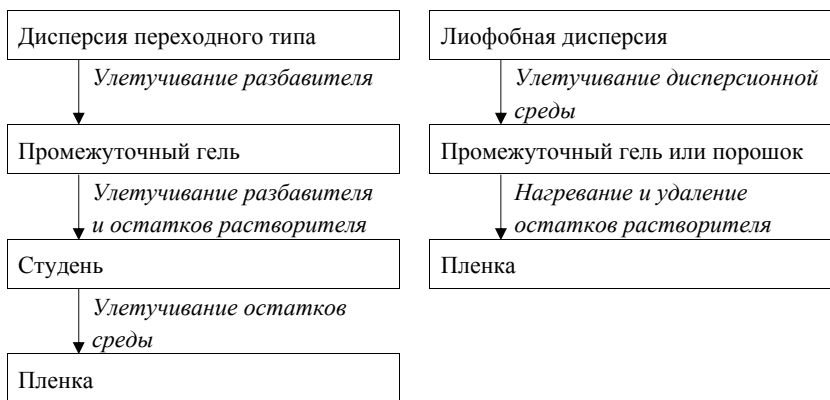 Дисперсия переходного типа
Улетучивание разбавителя
Промежуточный гель
Улетучивание разбавителя
и остатков растворителя
Студень
Улетучивание остатков
среды
Пленка
Лиофобная дисперсия
Улетучивание дисперсионной
среды
Промежуточный гель или порошок
Нагревание и удаление
остатков растворителя
Пленка